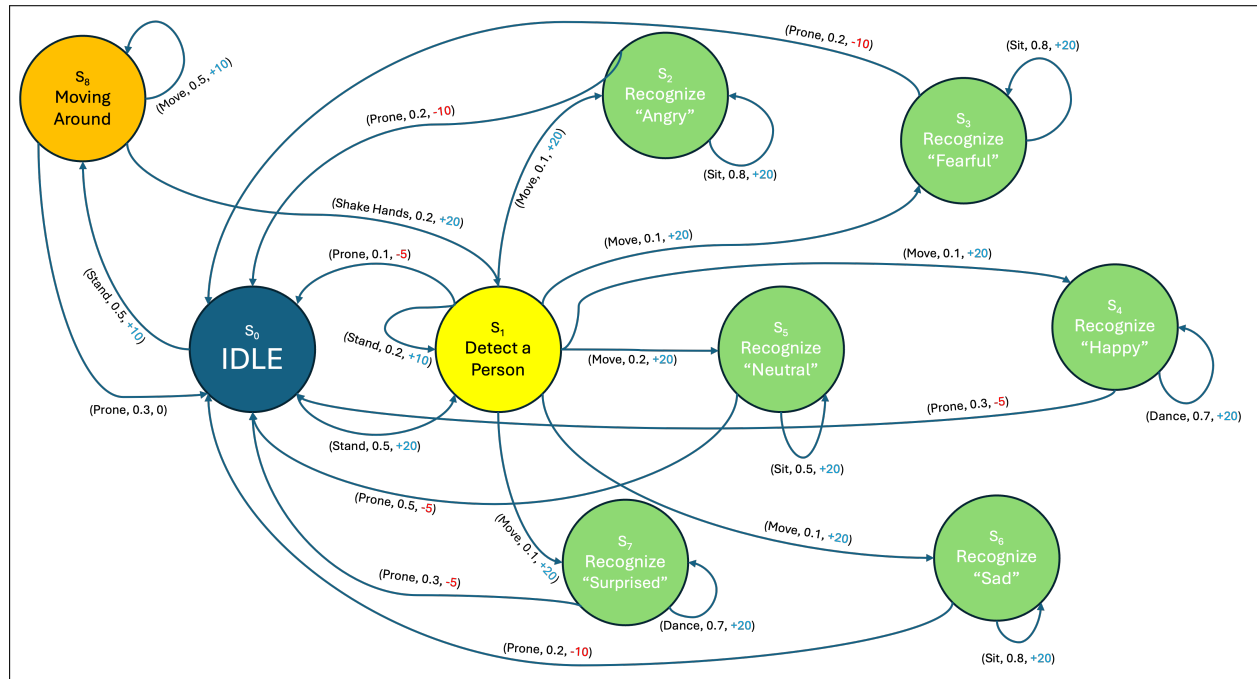 (Prone, 0.2, -10)
S8
Moving
Around
(Move, 0.5, +10)
(Prone, 0.2, -10)
S2
Recognize
“Angry”
(Sit, 0.8, +20)
(Sit, 0.8, +20)
S3
Recognize
“Fearful”
(Move, 0.1, +20)
(Shake Hands, 0.2, +20)
(Move, 0.1, +20)
(Move, 0.1, +20)
(Prone, 0.1, -5)
(Stand, 0.5, +10)
S0
IDLE
(Stand, 0.2, +10)
S1
Detect a
Person
(Move, 0.2, +20)
S5
Recognize
“Neutral”
S4
Recognize
“Happy”
(Prone, 0.3, 0)
(Prone, 0.3, -5)
(Dance, 0.7, +20)
(Stand, 0.5, +20)
(Sit, 0.5, +20)
(Prone, 0.5, -5)
(Move, 0.1, +20)
(Move, 0.1, +20)
S7
Recognize
“Surprised”
S6
Recognize
“Sad”
(Prone, 0.3, -5)
(Dance, 0.7, +20)
(Prone, 0.2, -10)
(Sit, 0.8, +20)